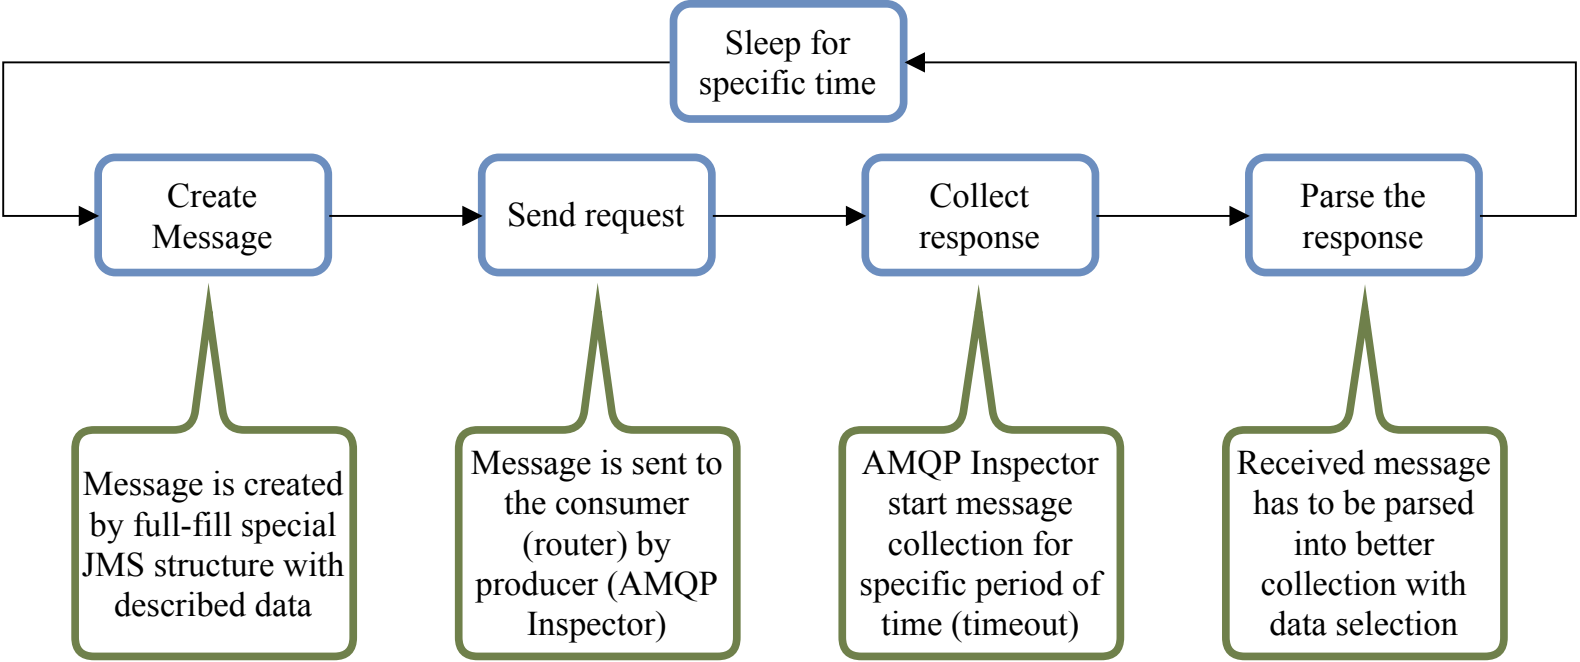 Sleep for
specific time
Create
Message
Send request
Collect
response
Parse the
response
Message is created
by full-fill special
JMS structure with
described data
Message is sent to
the consumer
(router) by
producer (AMQP
Inspector)
AMQP Inspector
start message
collection for
specific period of
time (timeout)
Received message
has to be parsed
into better
collection with
data selection